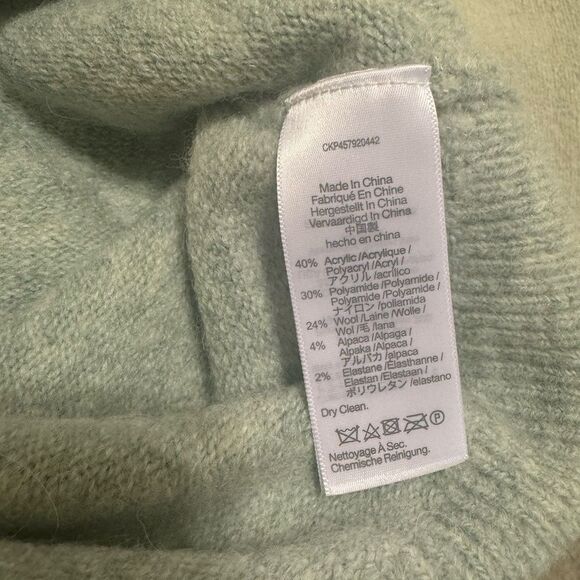 CKP457920442
Made In China
Fabriqué En Chine
Hergestellt In China
Vervaardigd In China
中国製
hecho en china
40% Acrylic /Acrylique /
Polyacryl /Acryl /
アクリル /acrílico
30% Polyamide /Polyamide /
Polyamide /Polyamide /
ナイロン /poliamida
24% Wool /Laine /Wolle /
Wol /毛 /lana
4% Alpaca /Alpaga /
Alpaka /Alpaca /
アルパカ /alpaca
2% Elastane /Élasthanne /
Elastan /Elastaan /
ポリウレタン /elastano
Dry Clean.
P
Nettoyage À Sec.
Chemische Reinigung.